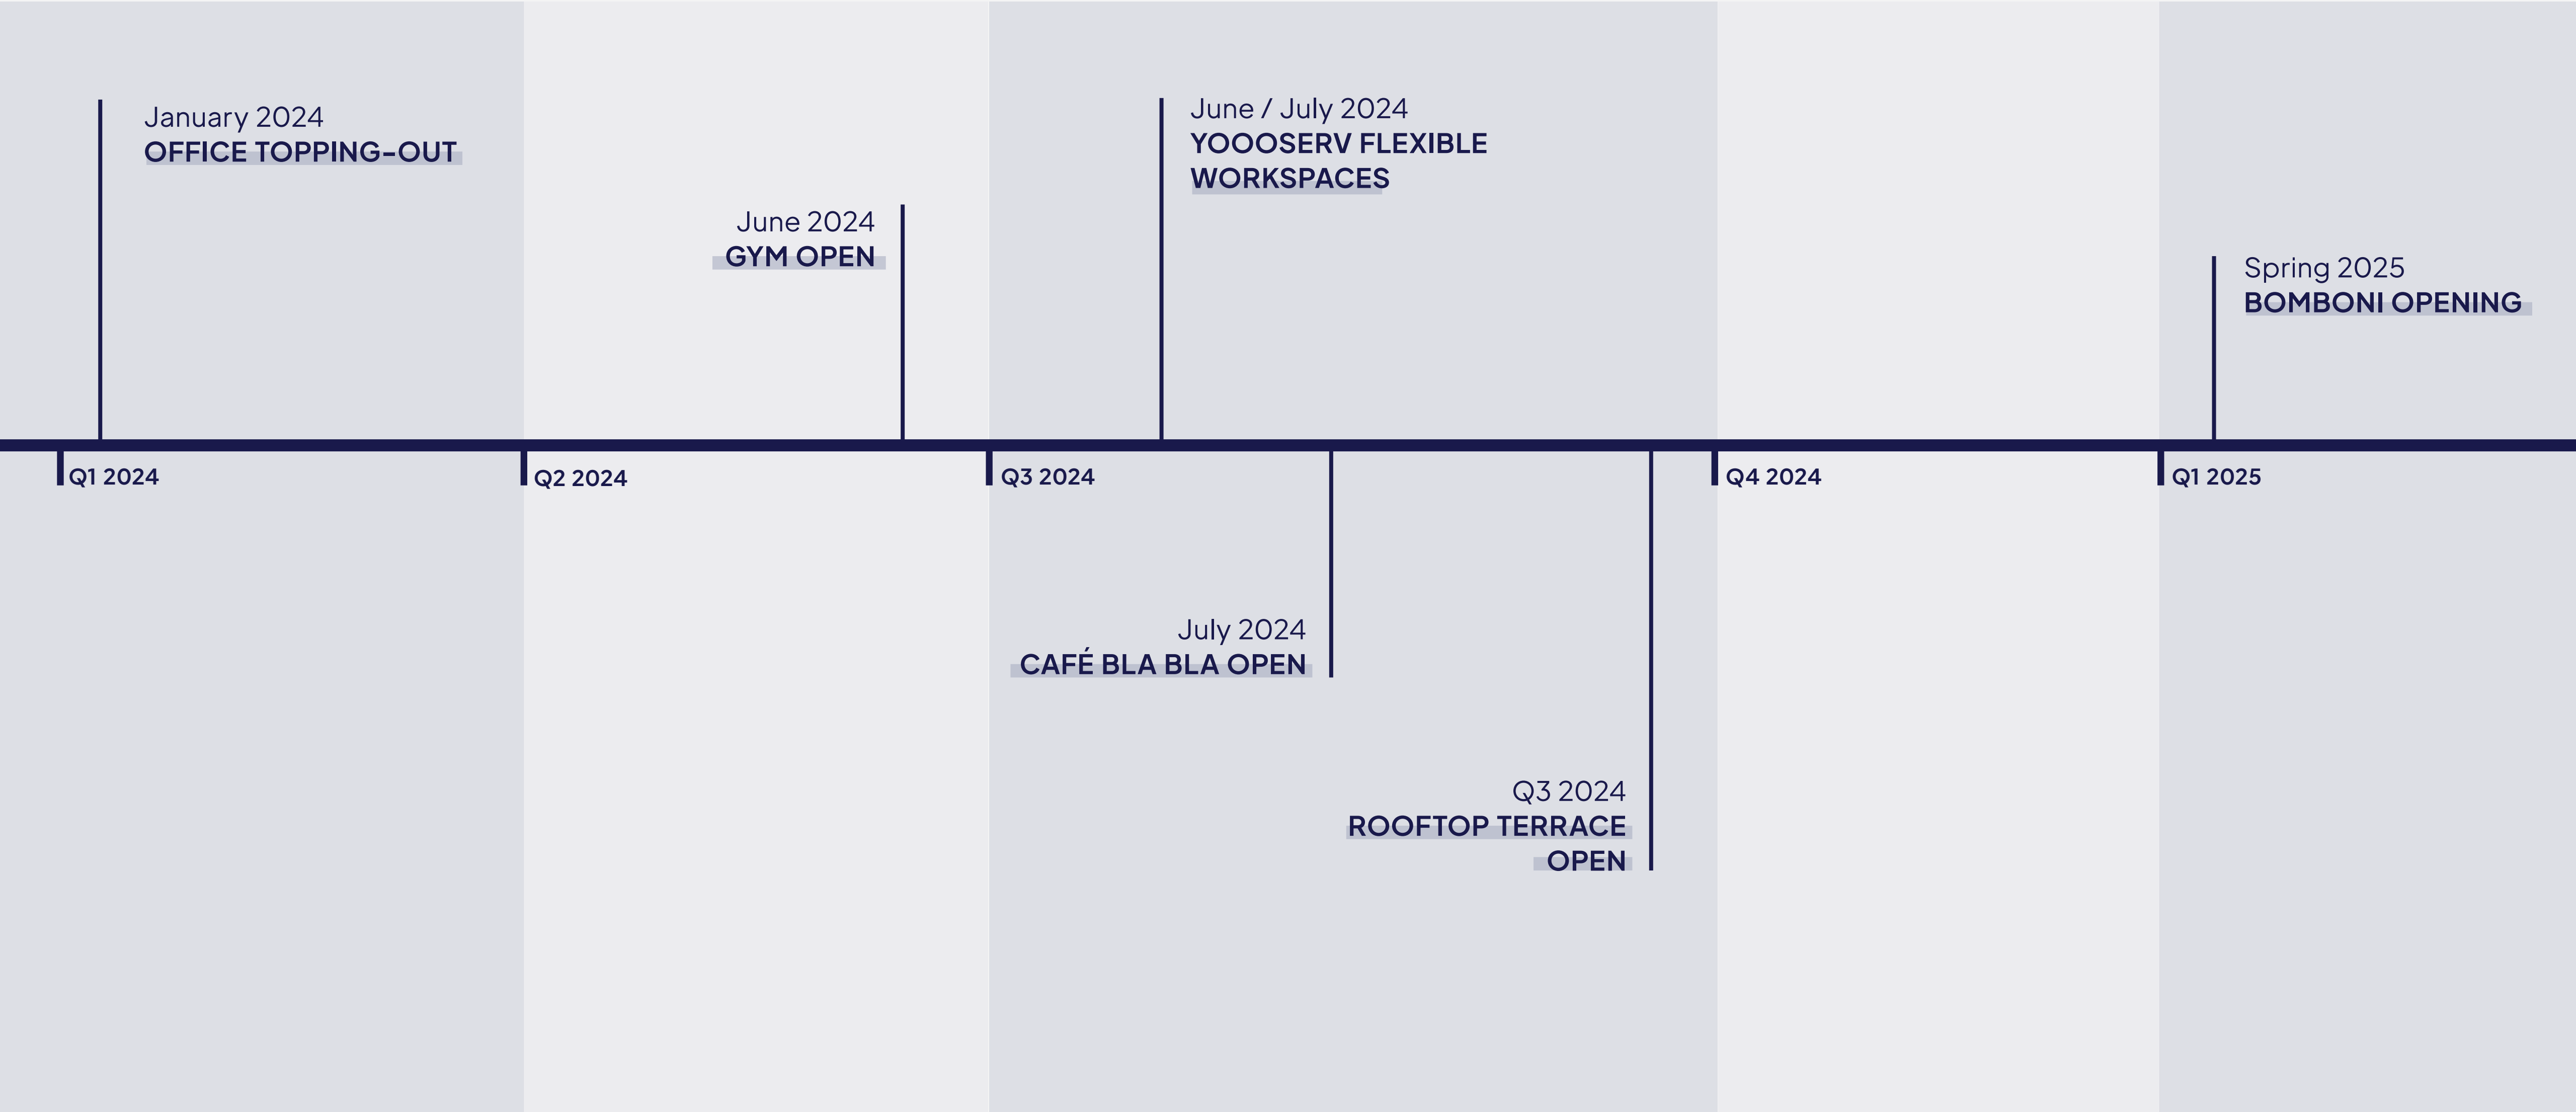 January 2024
OFFICE TOPPING-OUT
June 2024
GYM OPEN
June / July 2024
YOOOSERV FLEXIBLE
WORKSPACES
Spring 2025
BOMBONI OPENING
Q1 2024
Q2 2024
Q3 2024
Q4 2024
Q1 2025
July 2024
CAFÉ BLA BLA OPEN
Q3 2024
ROOFTOP TERRACE
OPEN